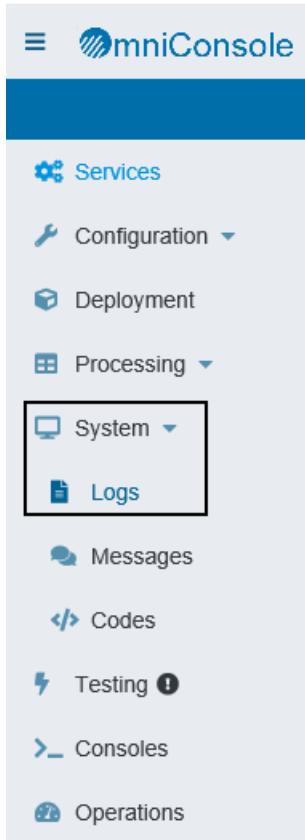 OmniConsole
Services
Configuration
Deployment
Processing
System
Logs
Messages
Codes
Testing
Consoles
Operations